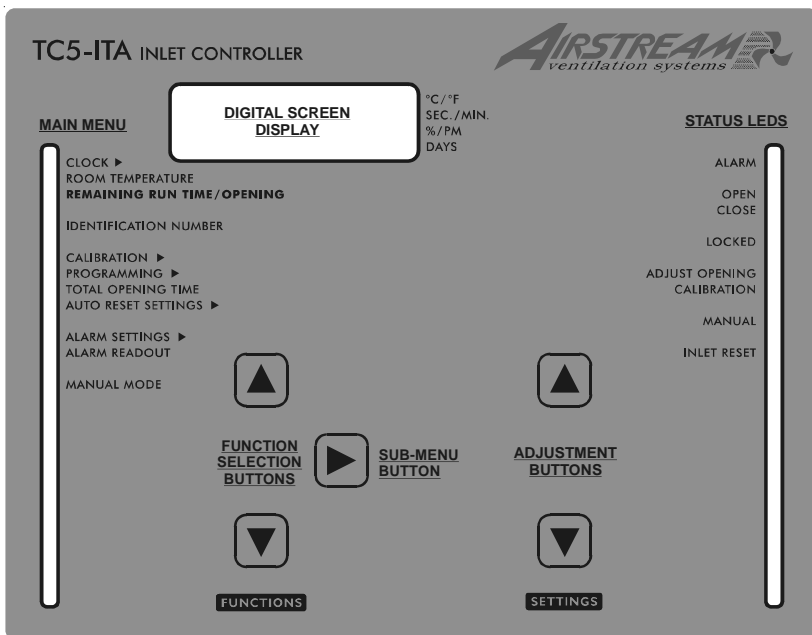 TC5-ITA INLET CONTROLLER
AIRSTREAM
ventilation systems
DIGITAL SCREEN
DISPLAY
°C/°F
SEC./MIN.
%/PM
DAYS
MAIN MENU
CLOCK ▶
ROOM TEMPERATURE
REMAINING RUN TIME/OPENING
IDENTIFICATION NUMBER
CALIBRATION ▶
PROGRAMMING ▶
TOTAL OPENING TIME
AUTO RESET SETTINGS ▶
ALARM SETTINGS ▶
ALARM READOUT
MANUAL MODE
STATUS LEDS
ALARM
OPEN
CLOSE
LOCKED
ADJUST OPENING
CALIBRATION
MANUAL
INLET RESET
FUNCTION
SELECTION
BUTTONS
SUB-MENU
BUTTON
ADJUSTMENT
BUTTONS
FUNCTIONS
SETTINGS